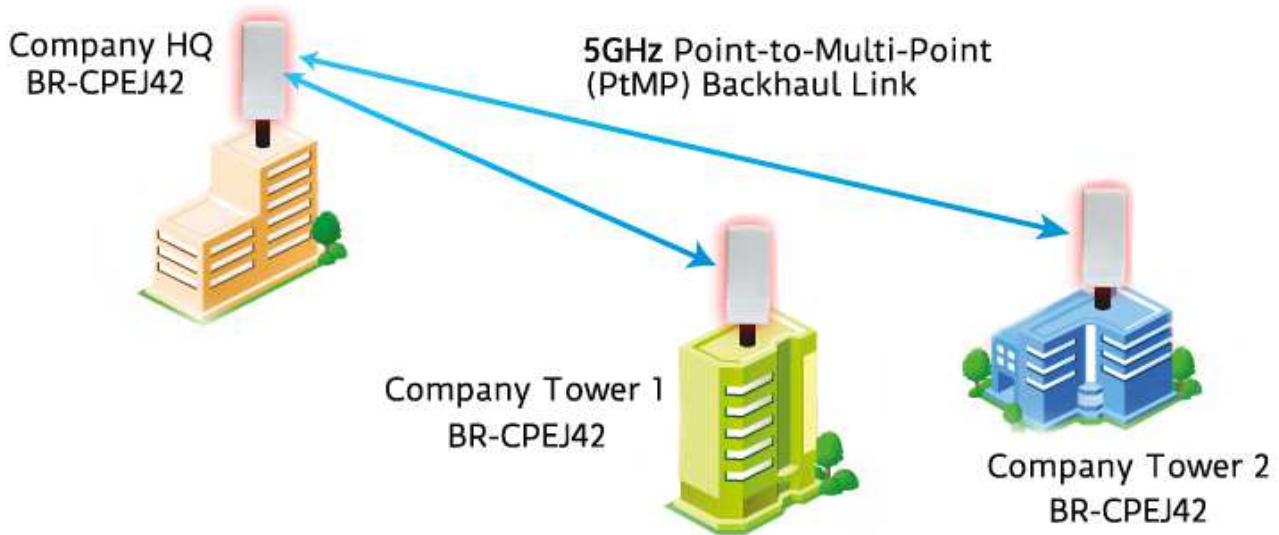 Company HQ
BR-CPEJ42
5GHz Point-to-Multi-Point
(PtMP) Backhaul Link
Company Tower 1
BR-CPEJ42
Company Tower 2
BR-CPEJ42